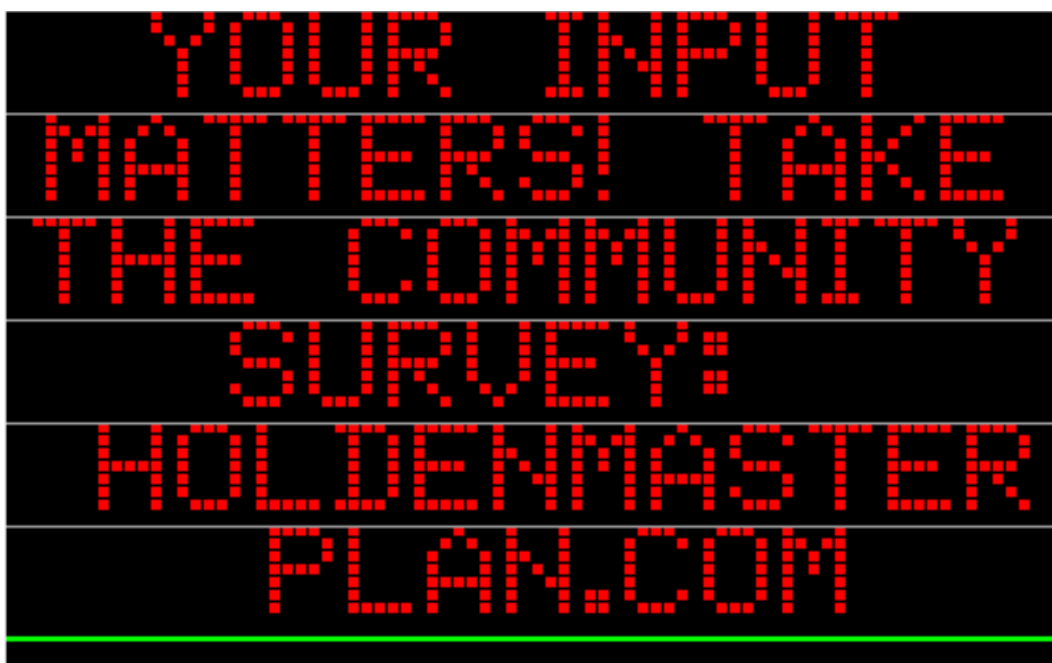 YOUR INPUT
MATTERS! TAKE
THE COMMUNITY
SURVEY:
HOLDENMASTER
PLAN.COM